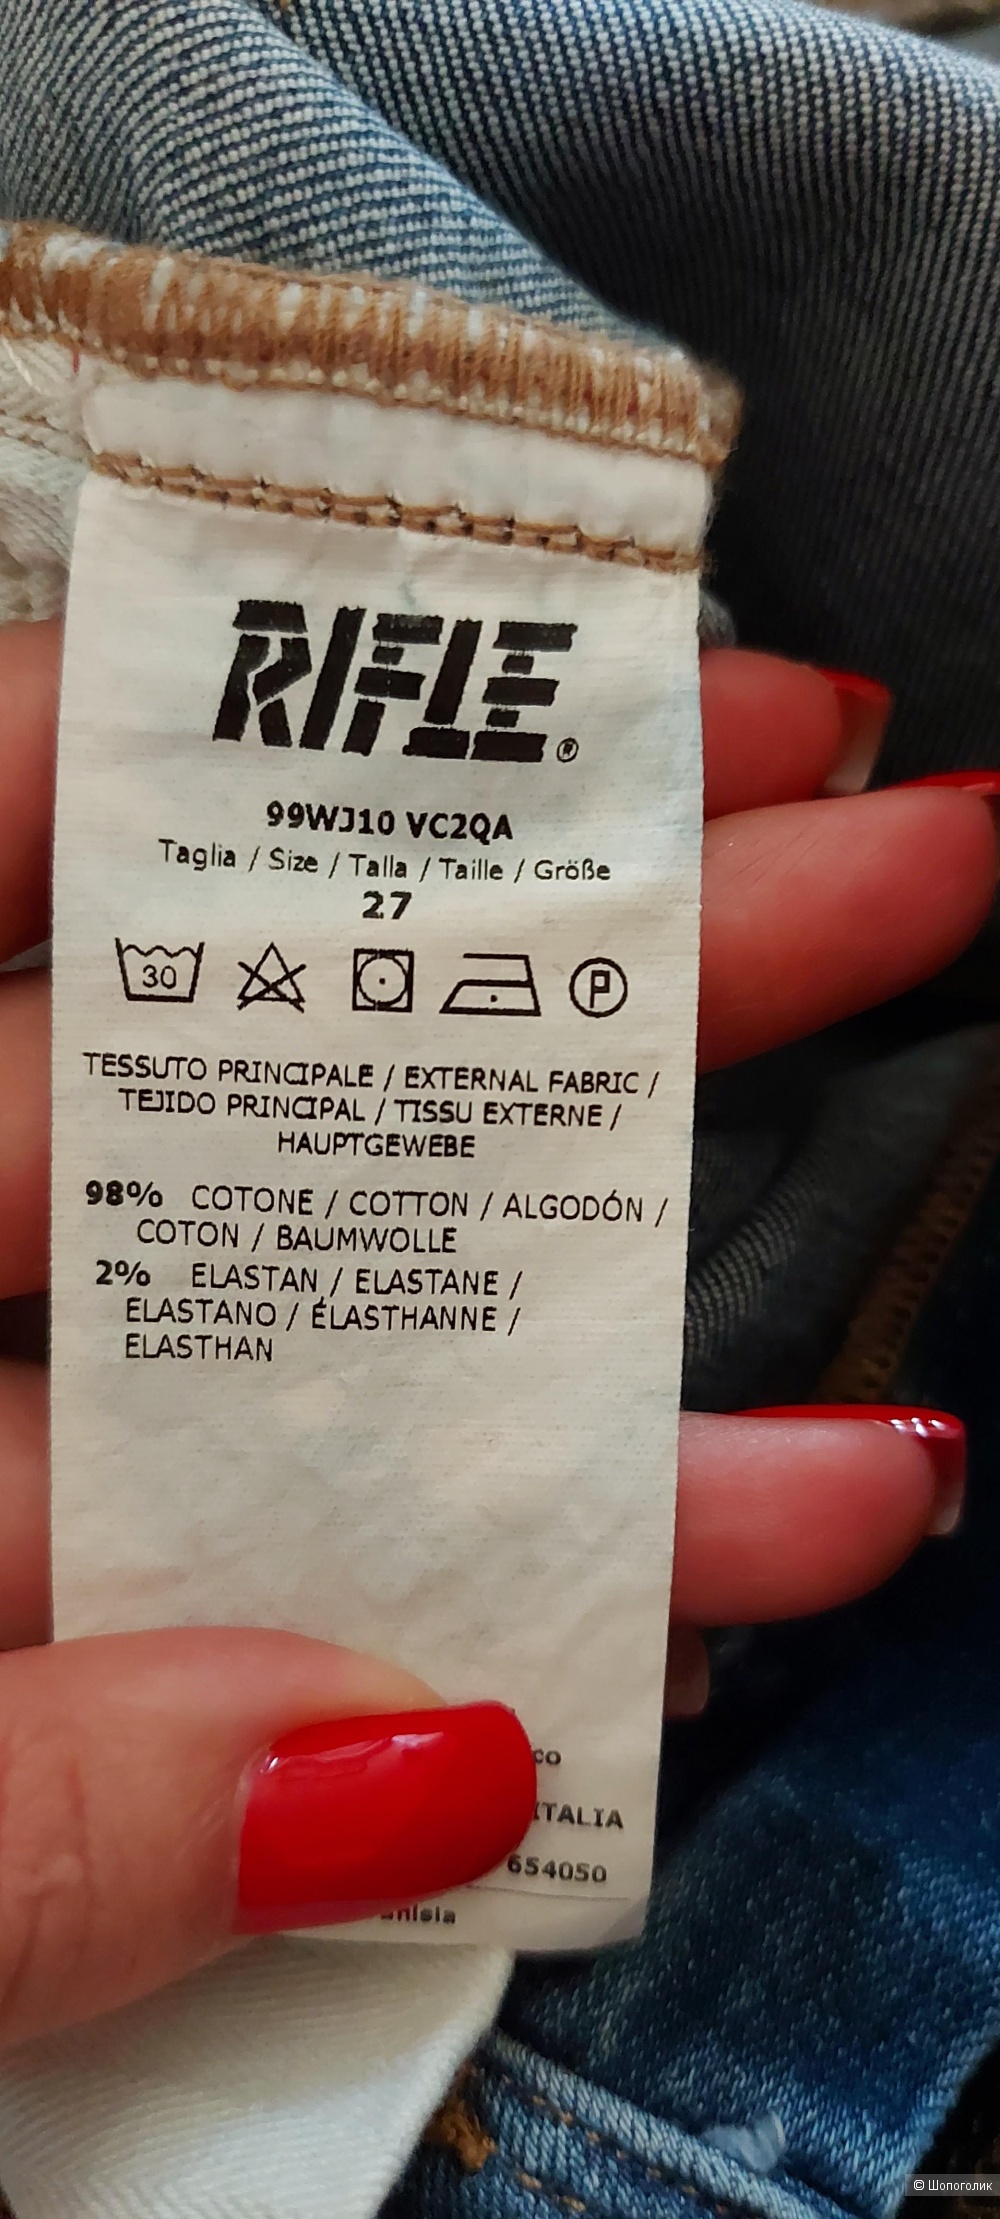 RIFLE®
99WJ10 VC2QA
Taglia / Size / Talla / Taille / Größe
27
30
P
TESSUTO PRINCIPALE / EXTERNAL FABRIC /
TEJIDO PRINCIPAL / TISSU EXTERNE /
HAUPTGEWEBE
98% COTONE / COTTON / ALGODÓN /
COTON / BAUMWOLLE
2% ELASTAN / ELASTANE /
ELASTANO / ÉLASTHANNE /
ELASTHAN
ITALIA
654050
© Шопоголик